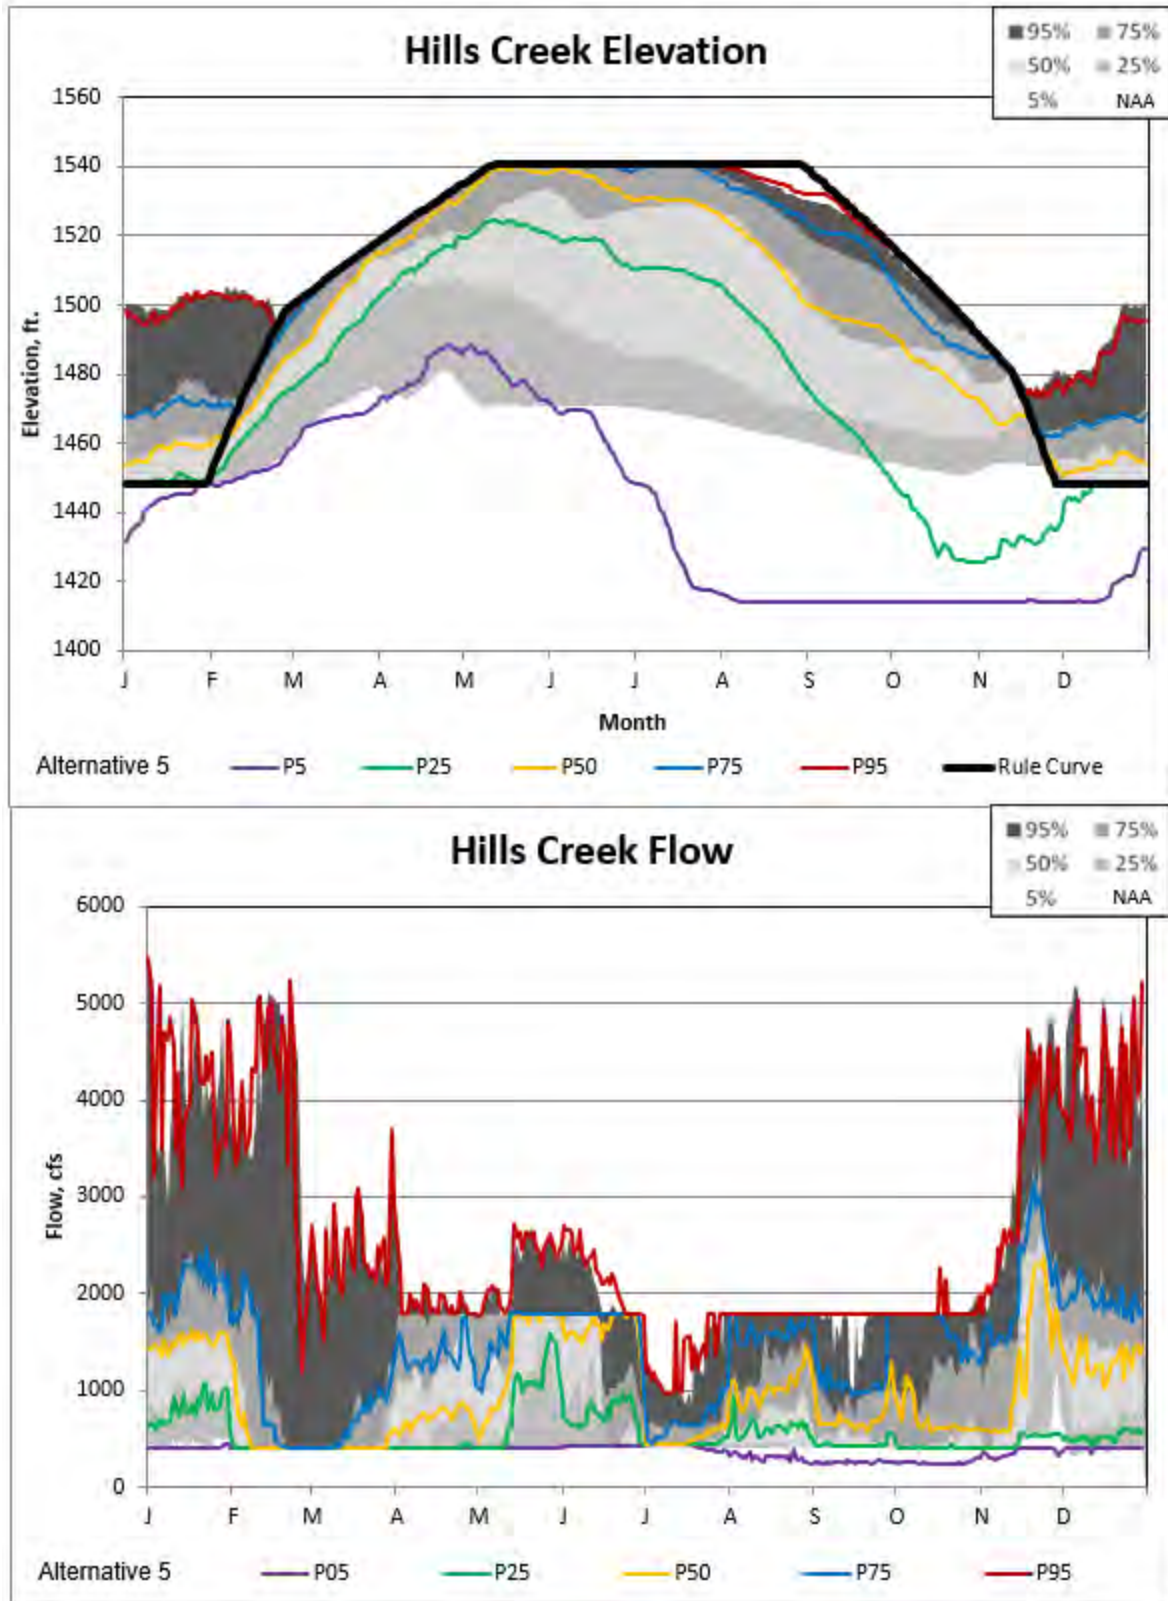 Hills Creek Elevation
95% 75%
50% 25%
5% NAA
1560
1540
1520
1500
1480
1460
1440
1420
1400
Elevation, ft.
J F M A M J J A S O N D
Month
Alternative 5 P5 P25 P50 P75 P95 Rule Curve
Hills Creek Flow
95% 75%
50% 25%
5% NAA
6000
5000
4000
3000
2000
1000
0
Flow, cfs
J F M A M J J A S O N D
Alternative 5 P05 P25 P50 P75 P95